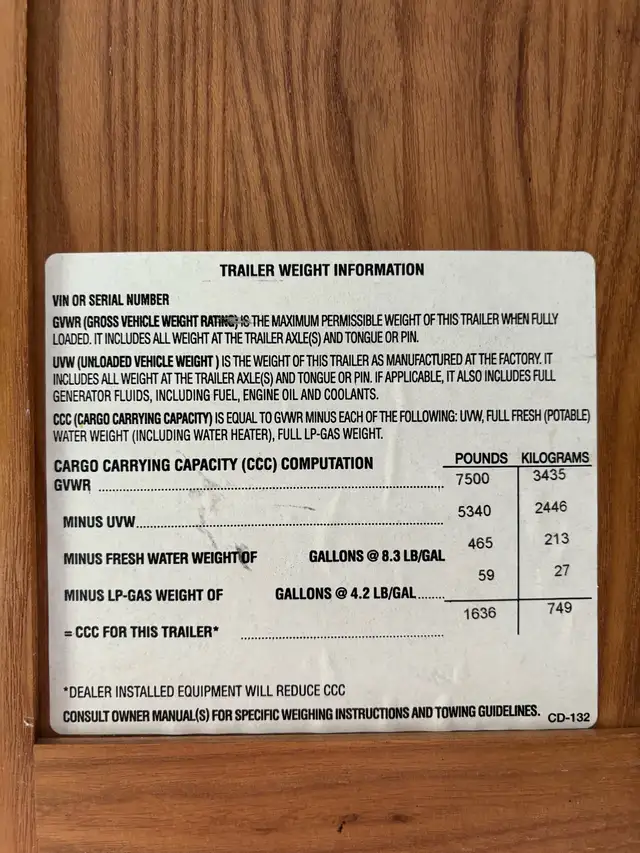 TRAILER WEIGHT INFORMATION
VIN OR SERIAL NUMBER
GVWR (GROSS VEHICLE WEIGHT RATING) IS THE MAXIMUM PERMISSIBLE WEIGHT OF THIS TRAILER WHEN FULLY
LOADED. IT INCLUDES ALL WEIGHT AT THE TRAILER AXLE(S) AND TONGUE OR PIN.
UVW (UNLOADED VEHICLE WEIGHT ) IS THE WEIGHT OF THIS TRAILER AS MANUFACTURED AT THE FACTORY. IT
INCLUDES ALL WEIGHT AT THE TRAILER AXLE(S) AND TONGUE OR PIN. IF APPLICABLE, IT ALSO INCLUDES FULL
GENERATOR FLUIDS, INCLUDING FUEL, ENGINE OIL AND COOLANTS.
CCC (CARGO CARRYING CAPACITY) IS EQUAL TO GVWR MINUS EACH OF THE FOLLOWING: UVW, FULL FRESH (POTABLE)
WATER WEIGHT (INCLUDING WATER HEATER), FULL LP-GAS WEIGHT.
CARGO CARRYING CAPACITY (CCC) COMPUTATION POUNDS KILOGRAMS
GVWR 7500 3435
MINUS UVW 5340 2446
MINUS FRESH WATER WEIGHT OF GALLONS @ 8.3 LB/GAL 465 213
MINUS LP-GAS WEIGHT OF GALLONS @ 4.2 LB/GAL 59 27
= CCC FOR THIS TRAILER* 1636 749
*DEALER INSTALLED EQUIPMENT WILL REDUCE CCC
CONSULT OWNER MANUAL(S) FOR SPECIFIC WEIGHING INSTRUCTIONS AND TOWING GUIDELINES. CD-132